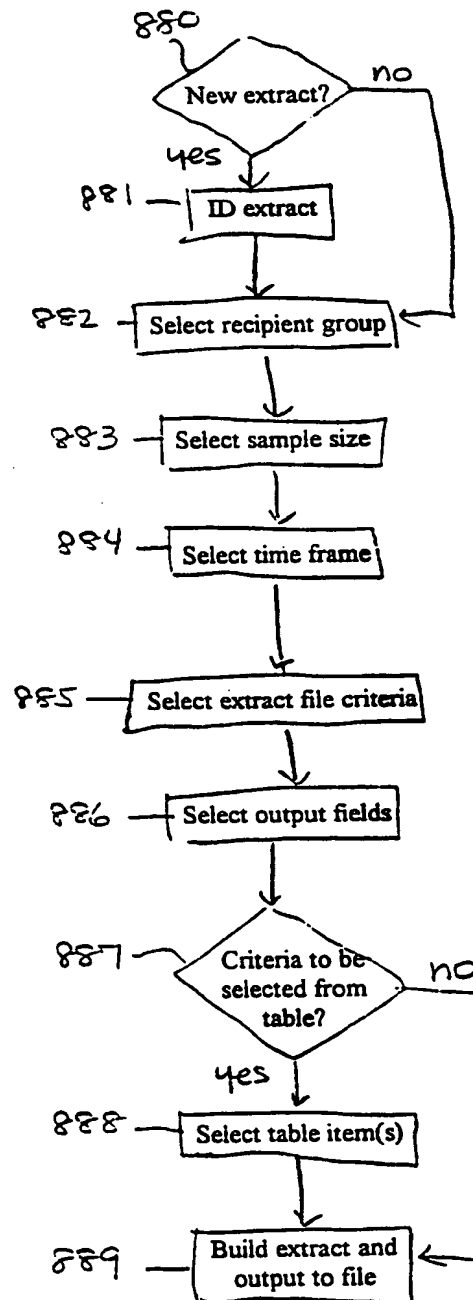 880
New extract?
no
yes
881
ID extract
882
Select recipient group
883
Select sample size
884
Select time frame
885
Select extract file criteria
886
Select output fields
887
Criteria to be
selected from
table?
no
yes
888
Select table item(s)
889
Build extract and
output to file